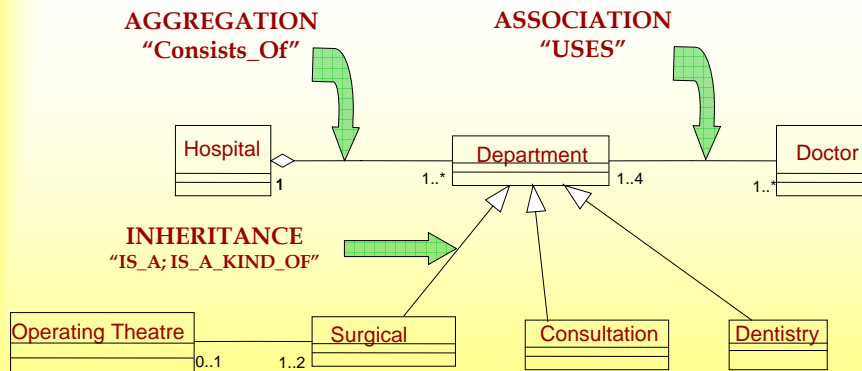 AGGREGATION
“Consists_Of”
ASSOCIATION
“USES”
Hospital
1
1..*
Department
1..4
1..*
Doctor
INHERITANCE
“IS_A; IS_A_KIND_OF”
Operating Theatre
0..1
1..2
Surgical
Consultation
Dentistry